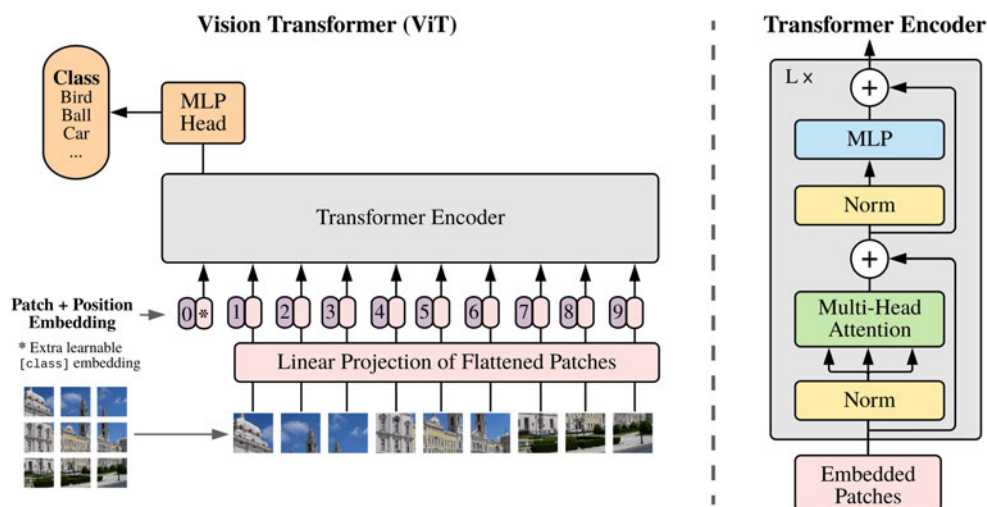 Vision Transformer (ViT)
Class
Bird
Ball
Car
...
MLP
Head
Transformer Encoder
Patch + Position
Embedding
* Extra learnable
[class] embedding
0 * 1 2 3 4 5 6 7 8 9
Linear Projection of Flattened Patches
Transformer Encoder
L ×
+
MLP
Norm
+
Multi-Head
Attention
Norm
Embedded
Patches